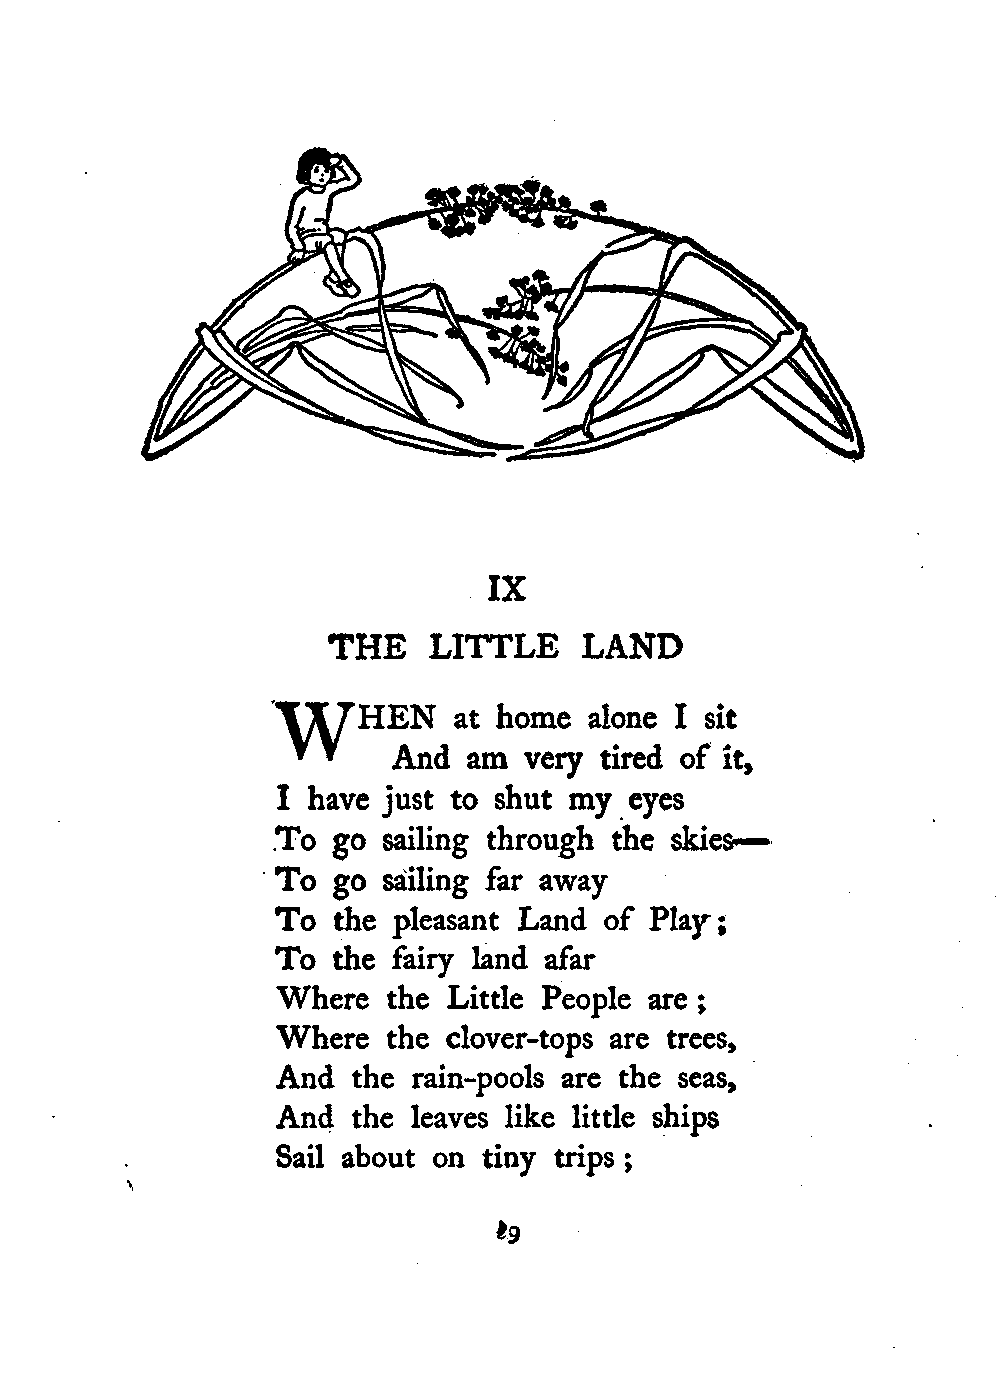 IX
THE LITTLE LAND
WHEN at home alone I sit
And am very tired of it,
I have just to shut my eyes
To go sailing through the skies—
To go sailing far away
To the pleasant Land of Play;
To the fairy land afar
Where the Little People are;
Where the clover-tops are trees,
And the rain-pools are the seas,
And the leaves like little ships
Sail about on tiny trips;